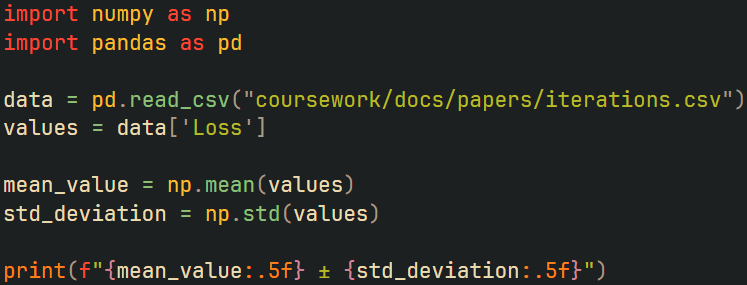 import numpy as np
import pandas as pd
data = pd.read_csv("coursework/docs/papers/iterations.csv")
values = data['Loss']
mean_value = np.mean(values)
std_deviation = np.std(values)
print(f"{mean_value:.5f} ± {std_deviation:.5f}")